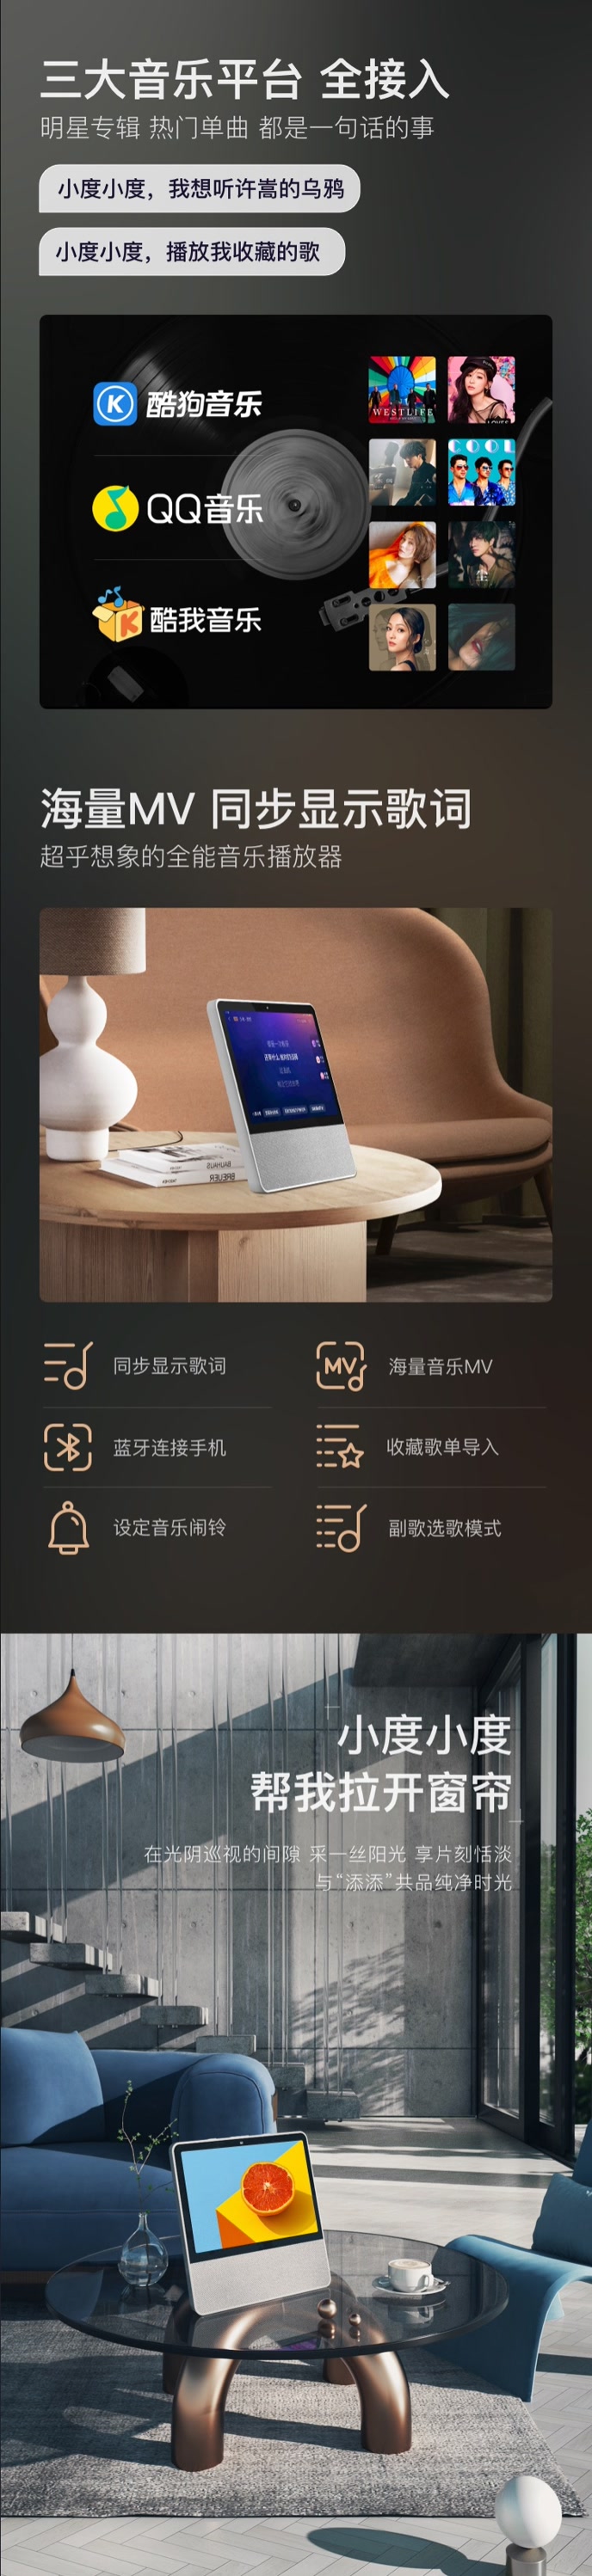 三大音乐平台 全接入
明星专辑 热门单曲 都是一句话的事
小度小度，我想听许嵩的乌鸦
小度小度，播放我收藏的歌
酷狗音乐
QQ音乐
酷我音乐
WESTLIFE
COOL
海量MV 同步显示歌词
超乎想象的全能音乐播放器
BAUHAUS
BREUER
同步显示歌词
海量音乐MV
蓝牙连接手机
收藏歌单导入
设定音乐闹铃
副歌选歌模式
小度小度
帮我拉开窗帘
在光阴巡视的间隙 采一丝阳光 享片刻恬淡
与“添添”共品纯净时光